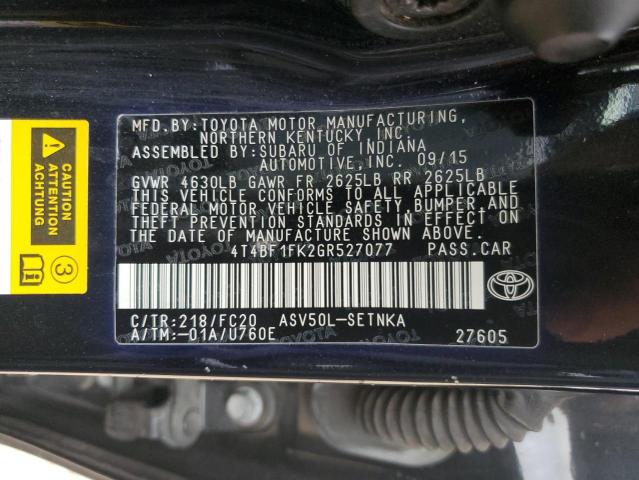 MFD.BY:TOYOTA MOTOR MANUFACTURING,
NORTHERN KENTUCKY, INC.
ASSEMBLED BY:SUBARU OF INDIANA
AUTOMOTIVE, INC. 09/15
GVWR 4630LB GAWR FR 2625LB RR 2625LB
THIS VEHICLE CONFORMS TO ALL APPLICABLE
FEDERAL MOTOR VEHICLE SAFETY, BUMPER, AND
THEFT PREVENTION STANDARDS IN EFFECT ON
THE DATE OF MANUFACTURE SHOWN ABOVE.
4T4BF1FK2GR527077 PASS.CAR
C/TR:218/FC20 ASV50L-SETNKA
A/TM:-01A/U760E 27605
CAUTION
ATTENTION
3